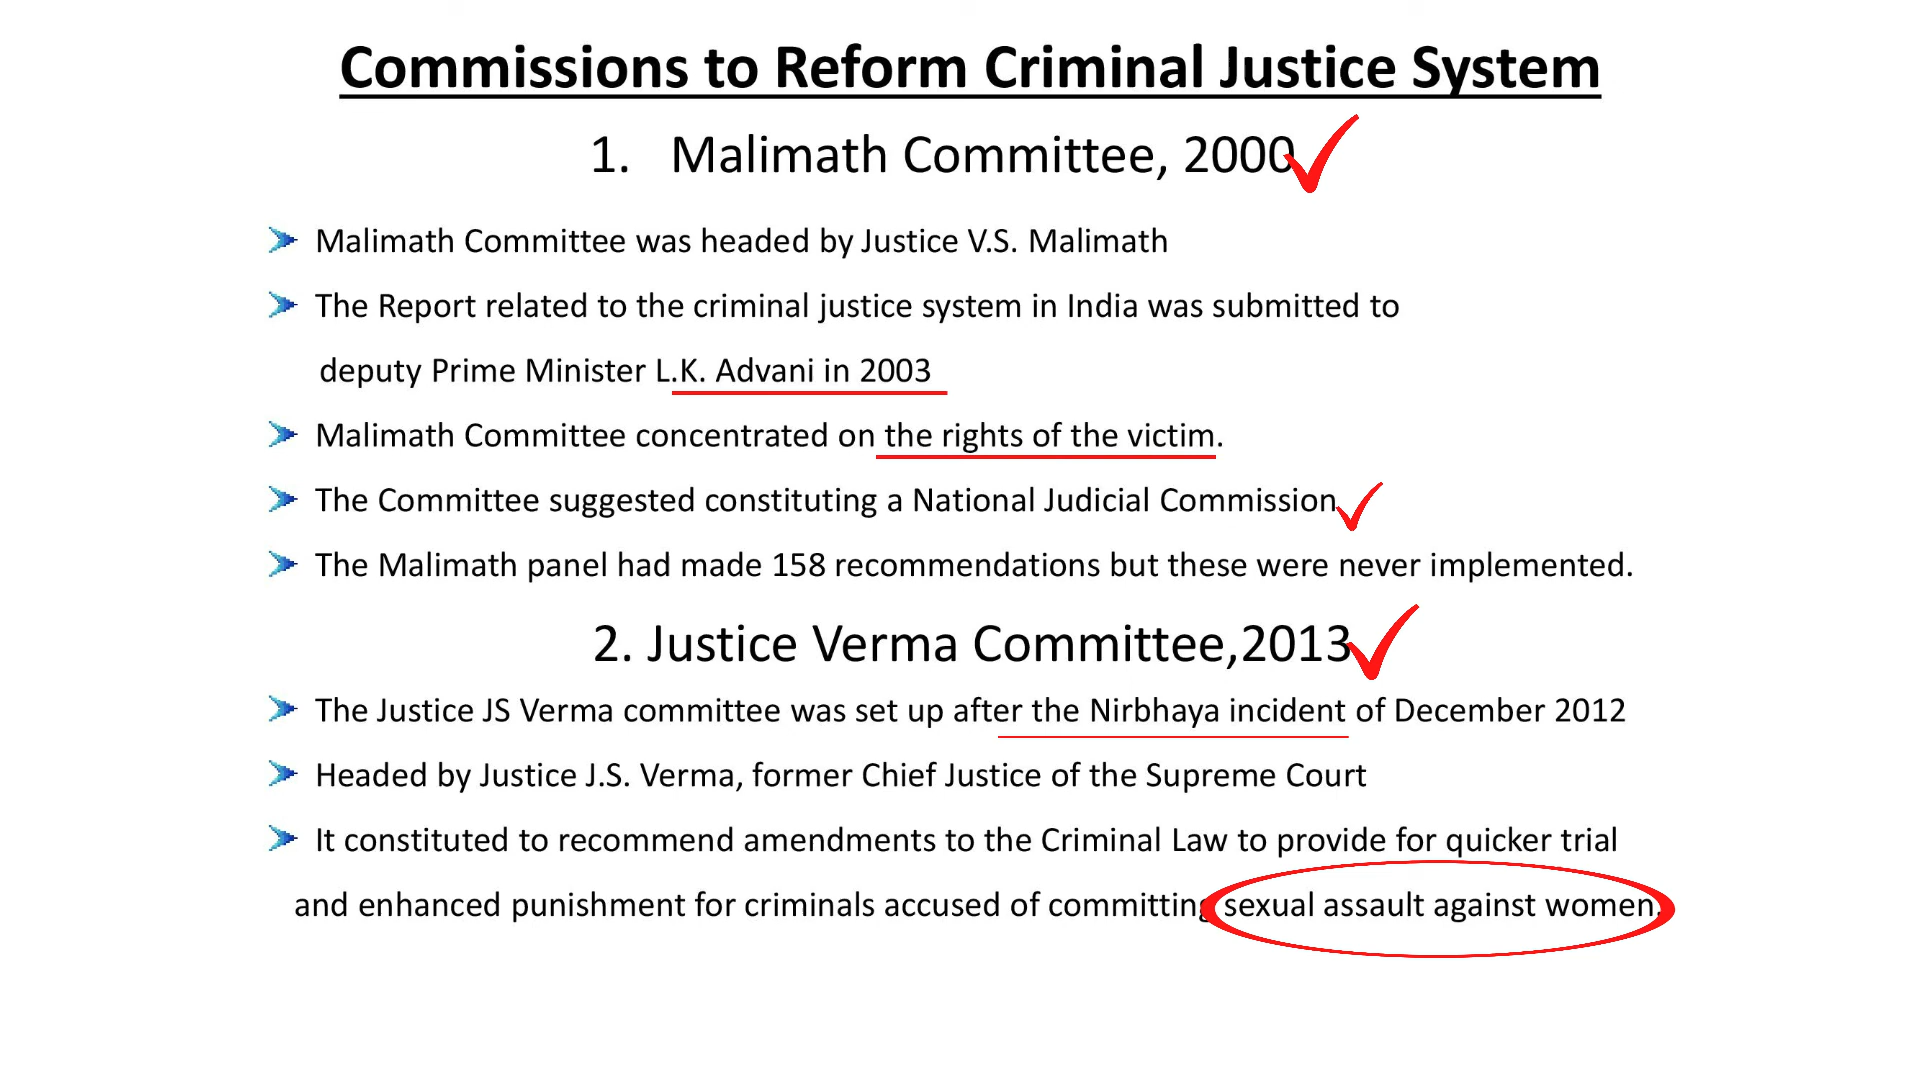 Commissions to Reform Criminal Justice System
1. Malimath Committee, 2000
Malimath Committee was headed by Justice V.S. Malimath
The Report related to the criminal justice system in India was submitted to
deputy Prime Minister L.K. Advani in 2003
Malimath Committee concentrated on the rights of the victim.
The Committee suggested constituting a National Judicial Commission
The Malimath panel had made 158 recommendations but these were never implemented.
2. Justice Verma Committee,2013
The Justice JS Verma committee was set up after the Nirbhaya incident of December 2012
Headed by Justice J.S. Verma, former Chief Justice of the Supreme Court
It constituted to recommend amendments to the Criminal Law to provide for quicker trial
and enhanced punishment for criminals accused of committing sexual assault against women.